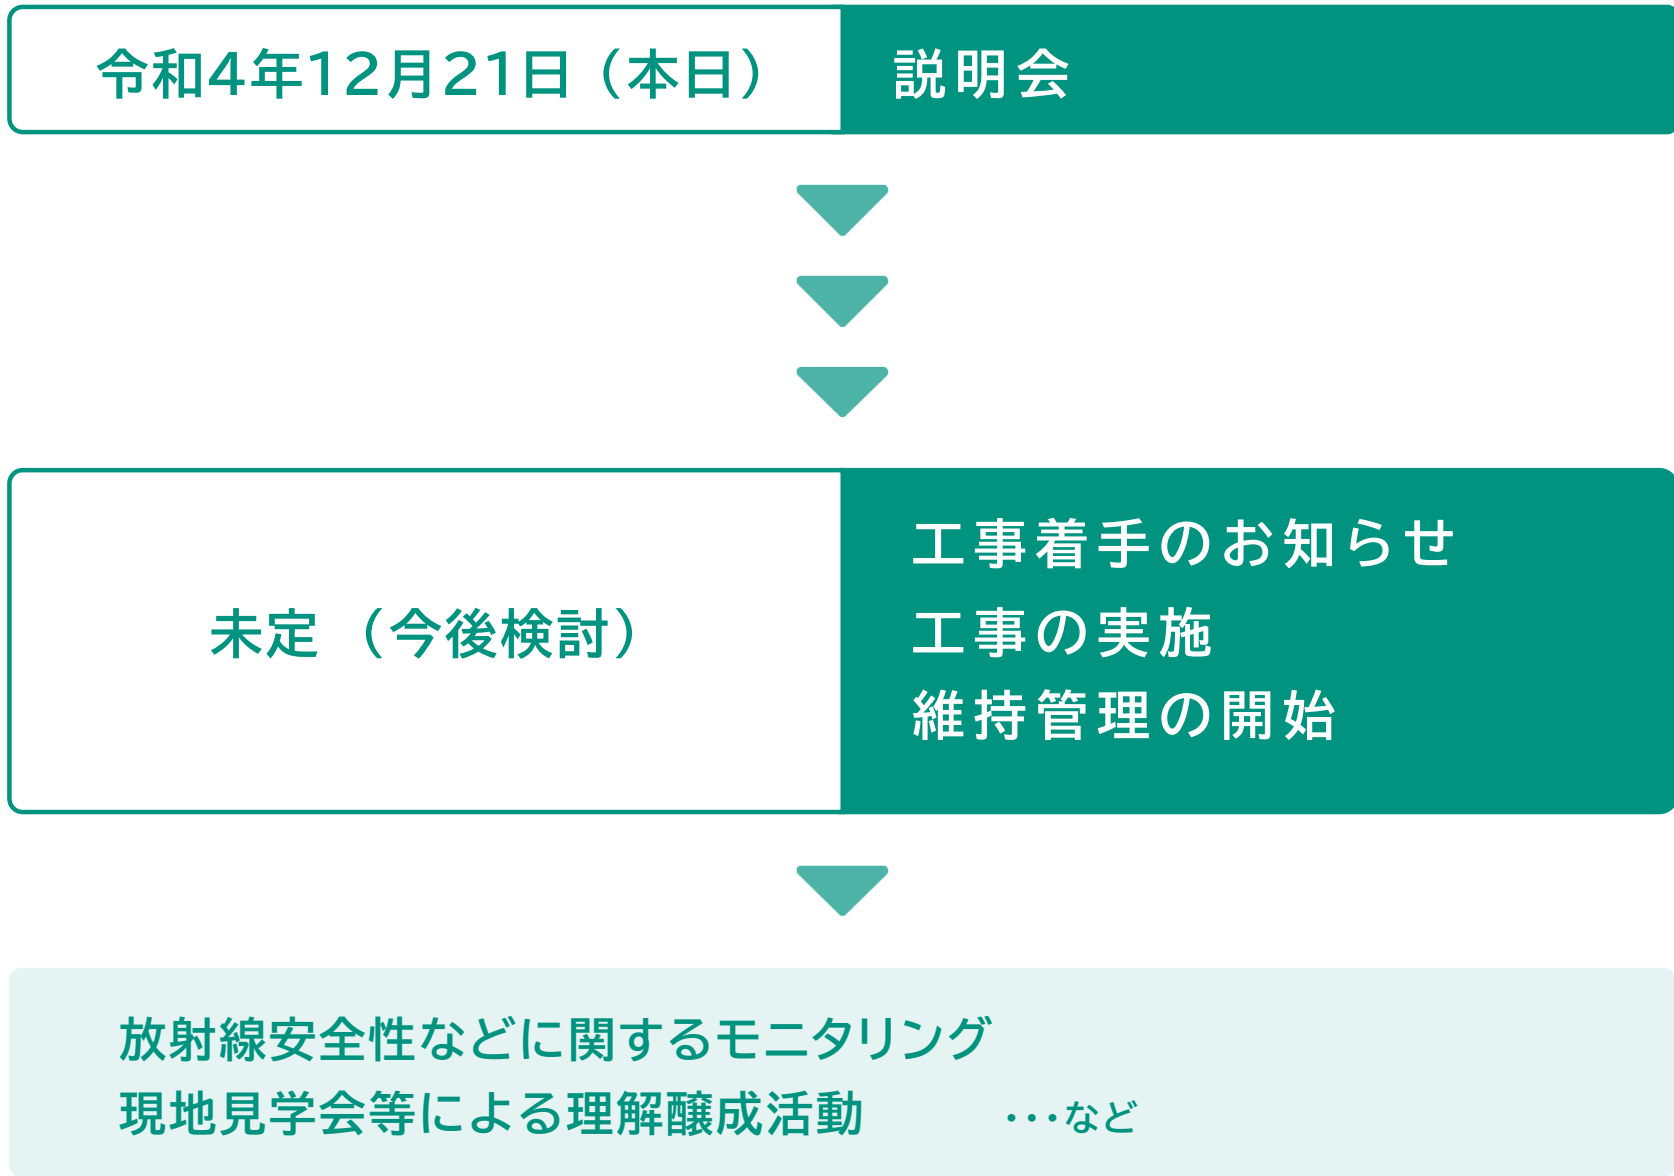 令和4年12月21日（本日）
説明会
未定 （今後検討）
工事着手のお知らせ
工事の実施
維持管理の開始
放射線安全性などに関するモニタリング
現地見学会等による理解醸成活動 ・・・など